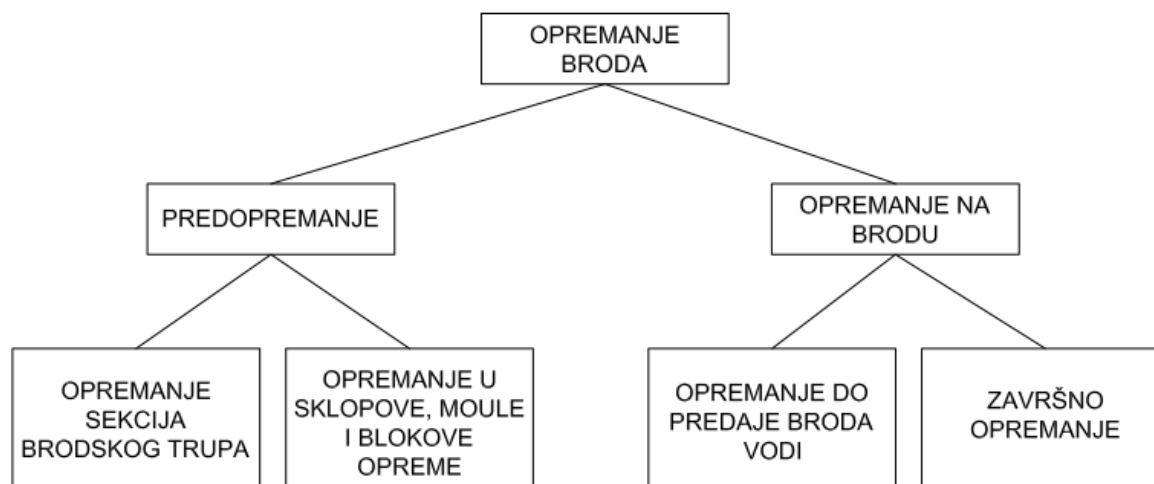 OPREMANJE
BRODA
PREDOPREMANJE
OPREMANJE NA
BRODU
OPREMANJE
SEKCIJA
BRODSKOG TRUPA
OPREMANJE U
SKLOPOVE, MOULE
I BLOKOVE
OPREME
OPREMANJE DO
PREDAJE BRODA
VODI
ZAVRŠNO
OPREMANJE